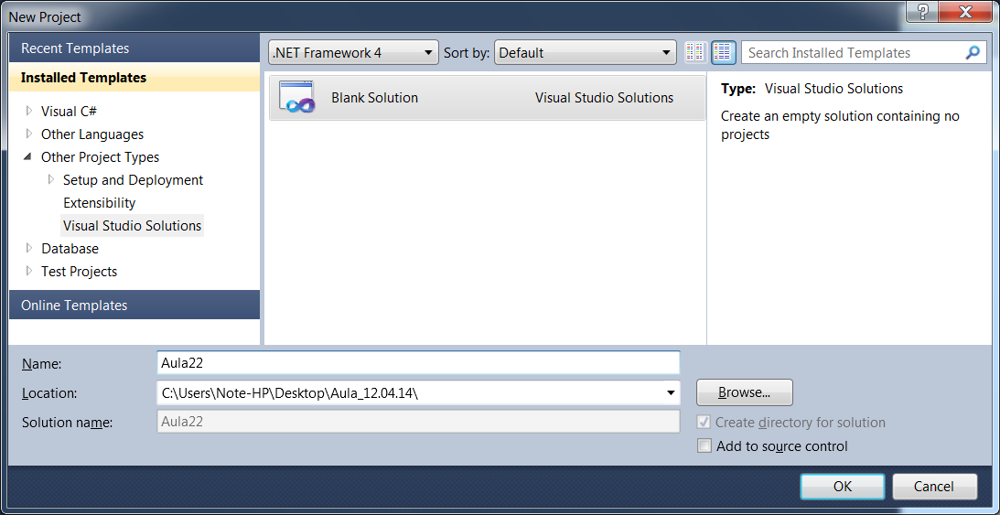 New Project
Recent Templates
Installed Templates
Visual C#
Other Languages
Other Project Types
Setup and Deployment
Extensibility
Visual Studio Solutions
Database
Test Projects
Online Templates
.NET Framework 4 Sort by: Default Search Installed Templates
Blank Solution Visual Studio Solutions
Type: Visual Studio Solutions
Create an empty solution containing no
projects
Name: Aula22
Location: C:\Users\Note-HP\Desktop\Aula_12.04.14\ Browse...
Solution name: Aula22 Create directory for solution
Add to source control
OK Cancel